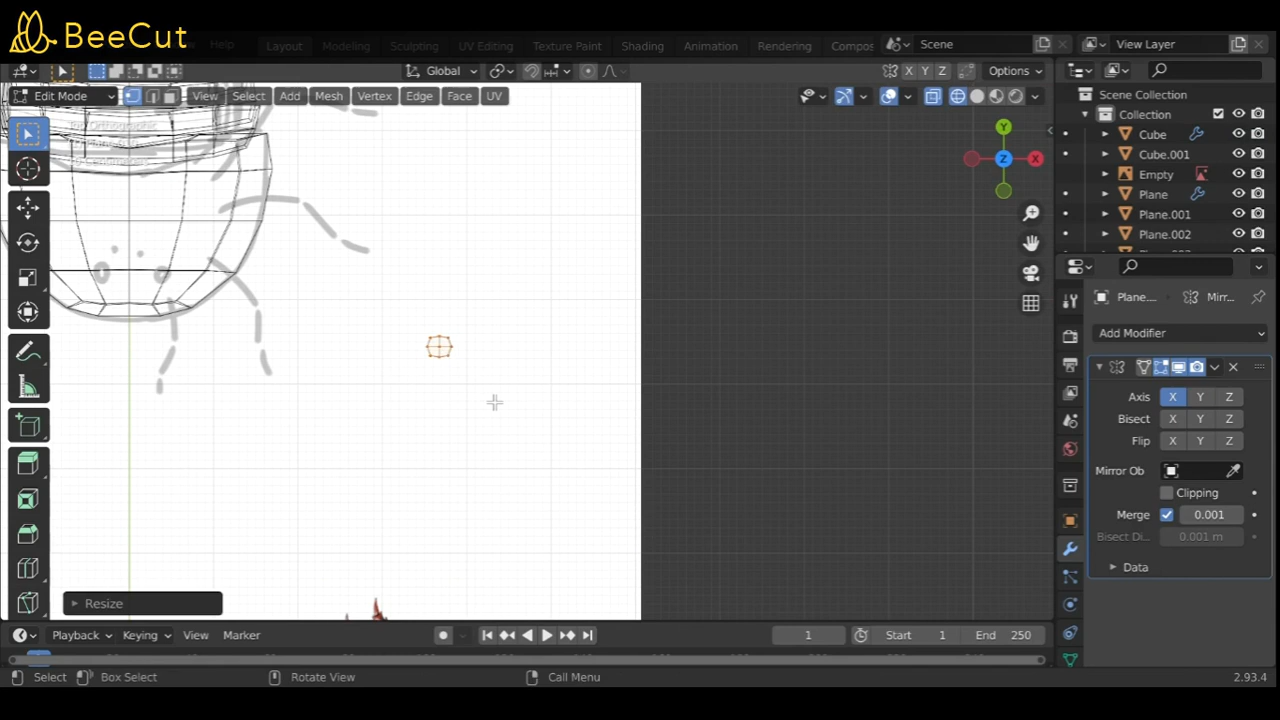 BeeCut
Help Layout Modeling Sculpting UV Editing Texture Paint Shading Animation Rendering Compos Scene View Layer
Global X Y Z Options
Edit Mode View Select Add Mesh Vertex Edge Face UV
Scene Collection
Collection
Cube
Cube.001
Empty
Plane
Plane.001
Plane.002
Y
Z X
Plane.... Mirr...
Add Modifier
Axis X Y Z
Bisect X Y Z
Flip X Y Z
Mirror Ob
Clipping
Merge 0.001
Bisect Di... 0.001 m
Data
Resize
Playback Keying View Marker 1 Start 1 End 250
Select Box Select Rotate View Call Menu 2.93.4